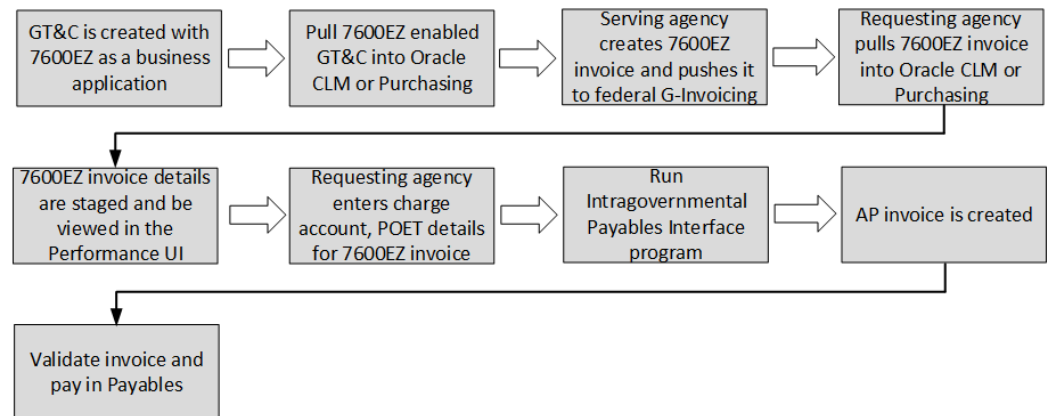 GT&C is created with
7600EZ as a business
application
Pull 7600EZ enabled
GT&C into Oracle
CLM or Purchasing
Serving agency
creates 7600EZ
invoice and pushes it
to federal G-Invoicing
Requesting agency
pulls 7600EZ invoice
into Oracle CLM or
Purchasing
7600EZ invoice details
are staged and be
viewed in the
Performance UI
Requesting agency
enters charge
account, POET details
for 7600EZ invoice
Run
Intragovernmental
Payables Interface
program
AP invoice is created
Validate invoice and
pay in Payables